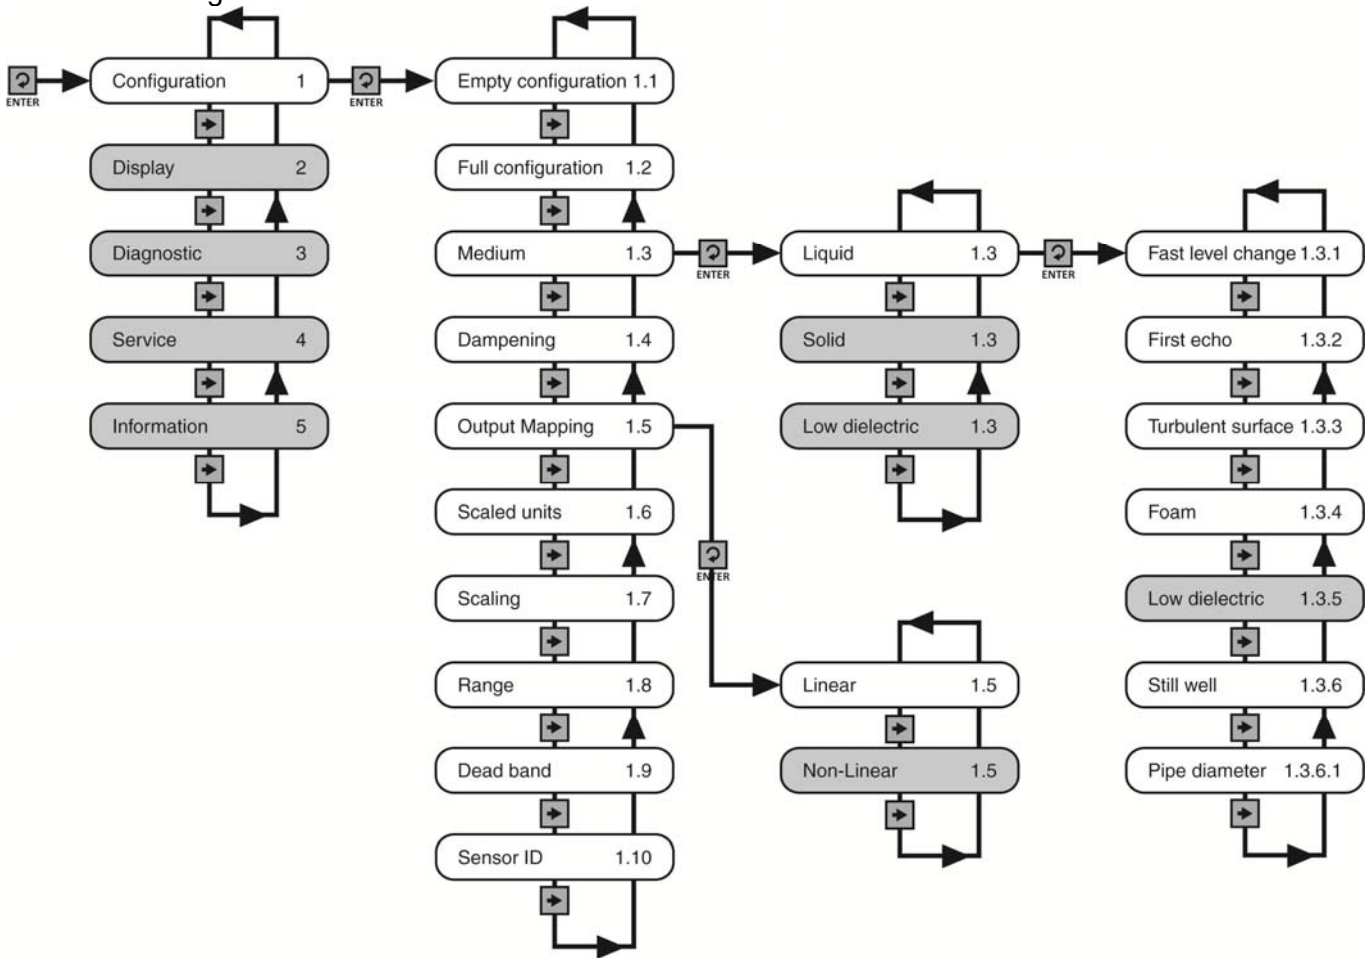 Configuration 1
ENTER
Display 2
Diagnostic 3
Service 4
Information 5
ENTER
Empty configuration 1.1
Full configuration 1.2
Medium 1.3
Dampening 1.4
Output Mapping 1.5
Scaled units 1.6
Scaling 1.7
Range 1.8
Dead band 1.9
Sensor ID 1.10
ENTER
Liquid 1.3
Solid 1.3
Low dielectric 1.3
ENTER
Linear 1.5
Non-Linear 1.5
ENTER
Fast level change 1.3.1
First echo 1.3.2
Turbulent surface 1.3.3
Foam 1.3.4
Low dielectric 1.3.5
Still well 1.3.6
Pipe diameter 1.3.6.1